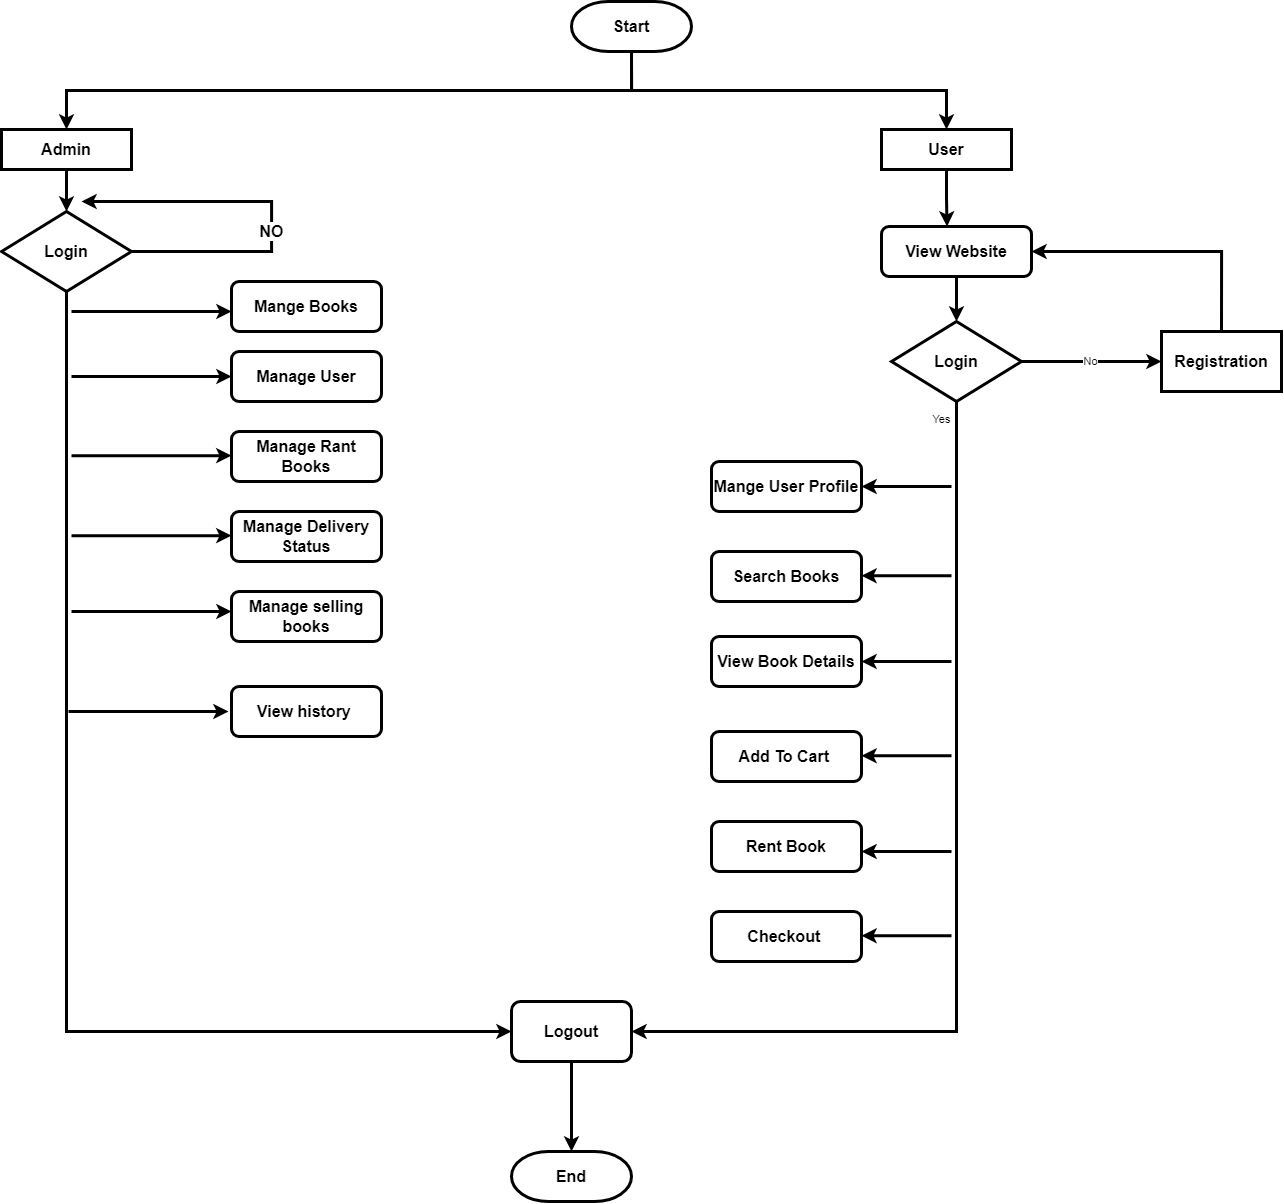 Start
Admin
User
Login
NO
View Website
Login
No
Registration
Yes
Mange Books
Manage User
Manage Rant
Books
Manage Delivery
Status
Manage selling
books
View history
Mange User Profile
Search Books
View Book Details
Add To Cart
Rent Book
Checkout
Logout
End